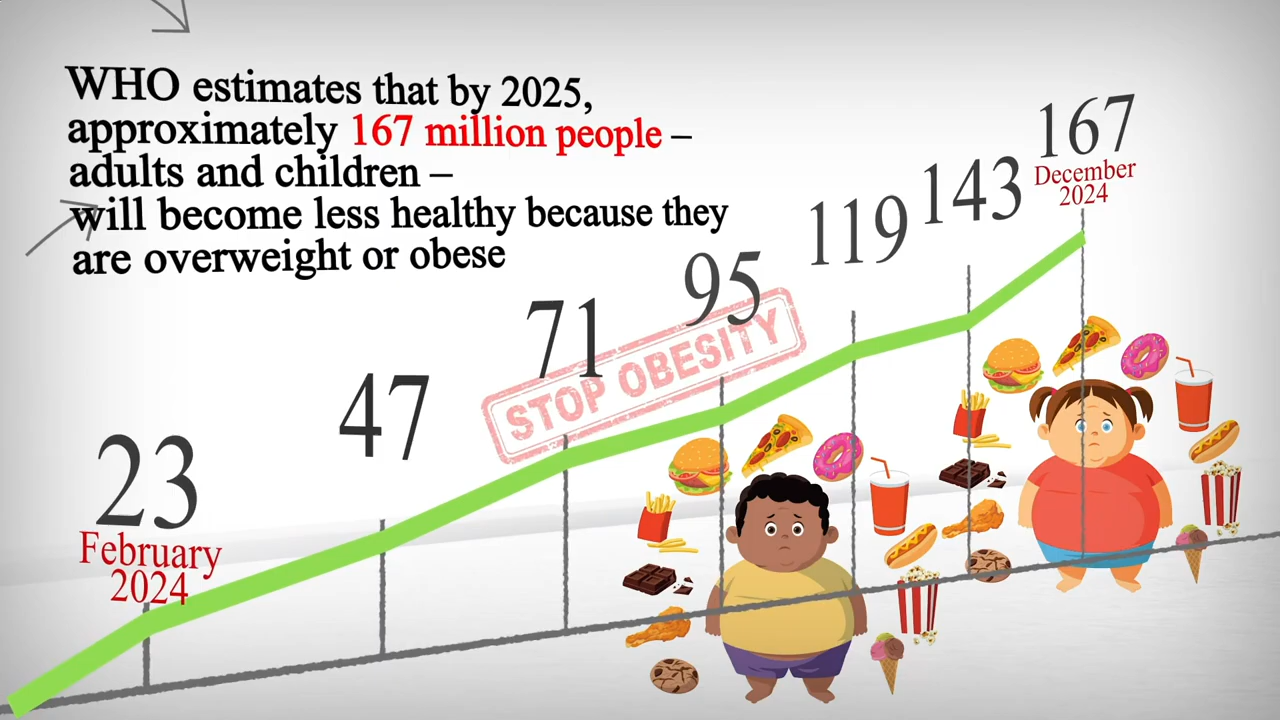 WHO estimates that by 2025,
approximately 167 million people –
adults and children –
will become less healthy because they
are overweight or obese
23
February
2024
47
71
95
119
143
167
December
2024
STOP OBESITY